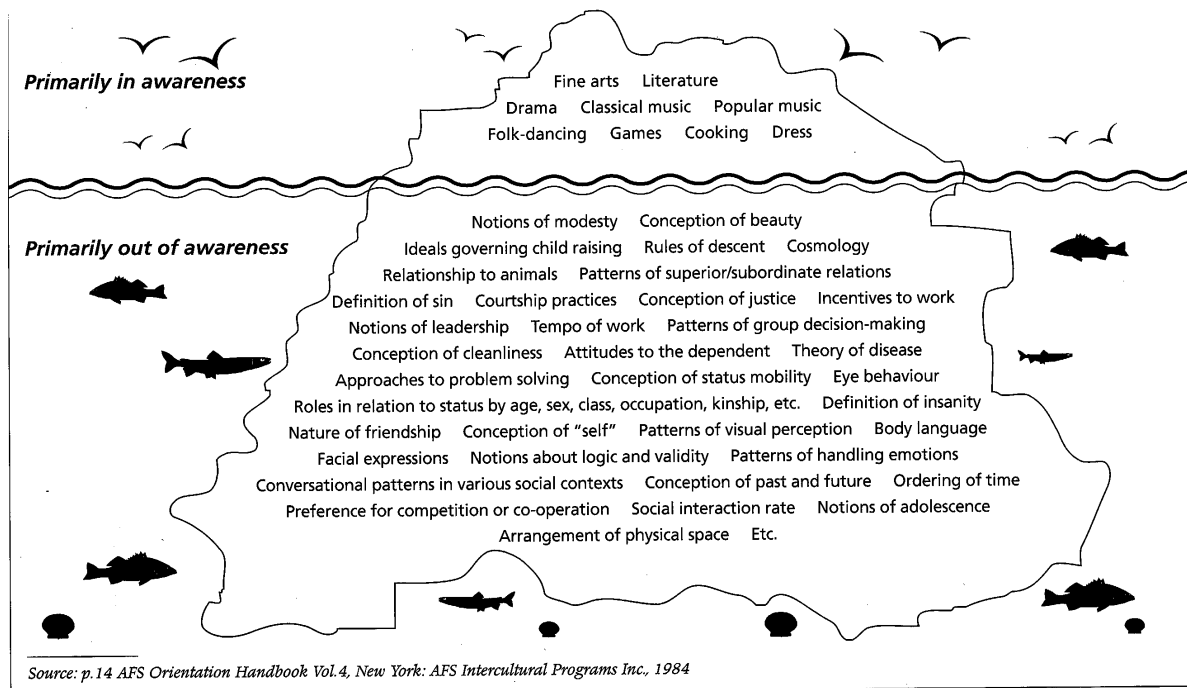 Primarily in awareness
Fine arts Literature
Drama Classical music Popular music
Folk-dancing Games Cooking Dress
Primarily out of awareness
Notions of modesty Conception of beauty
Ideals governing child raising Rules of descent Cosmology
Relationship to animals Patterns of superior/subordinate relations
Definition of sin Courtship practices Conception of justice Incentives to work
Notions of leadership Tempo of work Patterns of group decision-making
Conception of cleanliness Attitudes to the dependent Theory of disease
Approaches to problem solving Conception of status mobility Eye behaviour
Roles in relation to status by age, sex, class, occupation, kinship, etc. Definition of insanity
Nature of friendship Conception of "self" Patterns of visual perception Body language
Facial expressions Notions about logic and validity Patterns of handling emotions
Conversational patterns in various social contexts Conception of past and future Ordering of time
Preference for competition or co-operation Social interaction rate Notions of adolescence
Arrangement of physical space Etc.
Source: p.14 AFS Orientation Handbook Vol.4, New York: AFS Intercultural Programs Inc., 1984